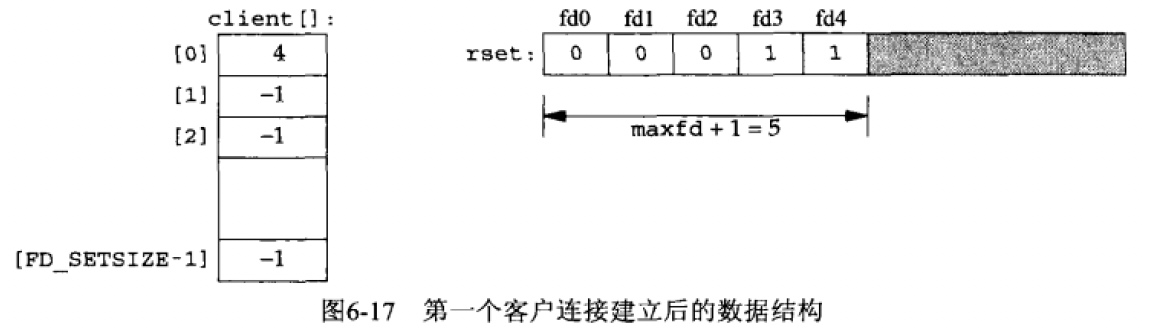 client[]:
[0] 4
[1] −1
[2] −1
[FD_SETSIZE-1] −1
fd0 fd1 fd2 fd3 fd4
rset: 0 0 0 1 1
maxfd + 1 = 5
图6-17 第一个客户连接建立后的数据结构